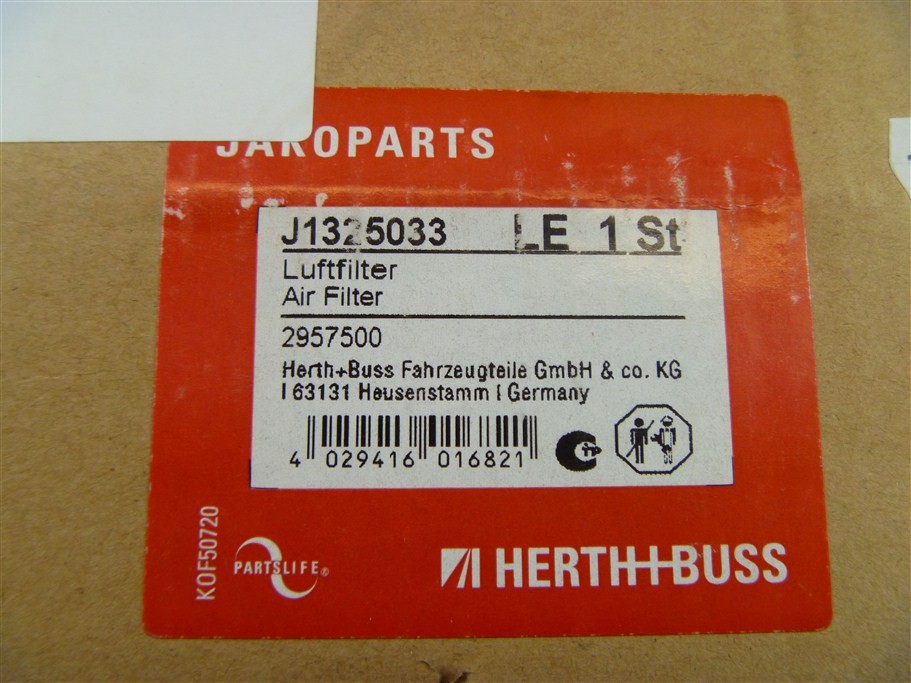 JAKOPARTS
J1325033 LE 1 St
Luftfilter
Air Filter
2957500
Herth+Buss Fahrzeugteile GmbH & co. KG
| 63131 Heusenstamm | Germany
4 029416 016821
KOF50720
PARTSLIFE®
HERTH+BUSS